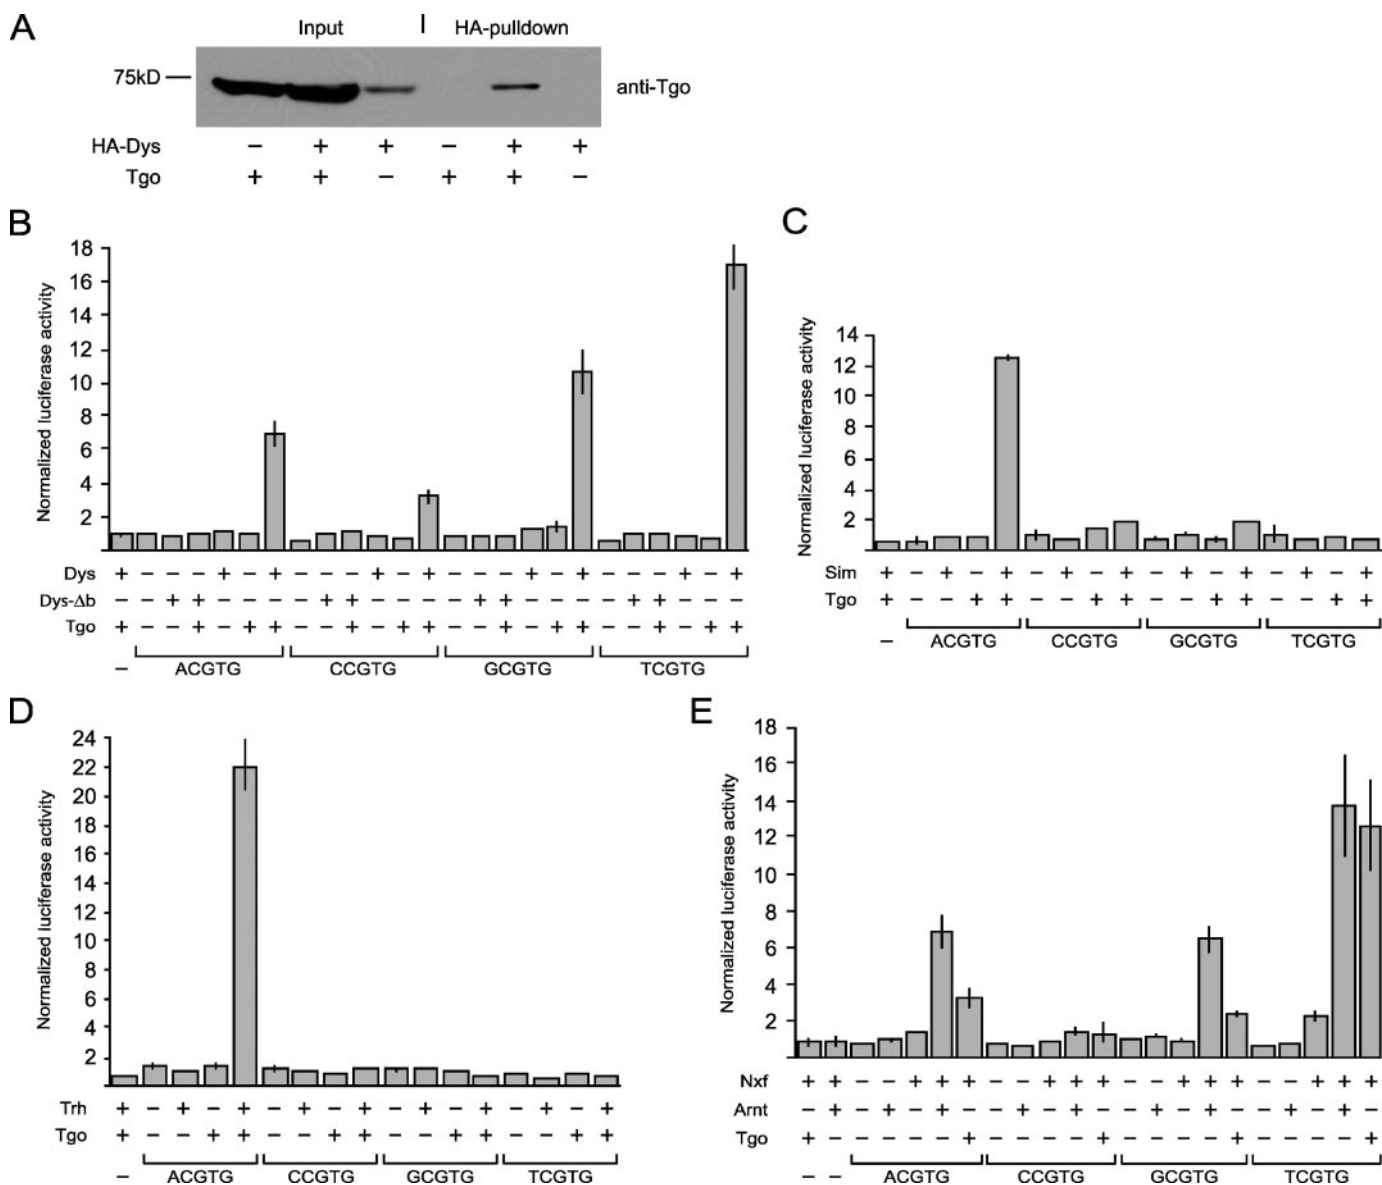 A
Input
HA-pulldown
75kD
anti-Tgo
HA-Dys − + + − + +
Tgo + + − + + −
B
Normalized luciferase activity
18
16
14
12
10
8
6
4
2
Dys + − − − + − + − − − + − + − − − + − + − − − + − +
Dys-Δb − − + + − − − − + + − − − − + + − − − − + + − − −
Tgo + − − + − + + − − + − + + − − + − + + − − + − + +
− ACGTG CCGTG GCGTG TCGTG
C
Normalized luciferase activity
14
12
10
8
6
4
2
Sim + − + − + − + − + − + − + − + − +
Tgo + − − + + − − + + − − + + − − + +
− ACGTG CCGTG GCGTG TCGTG
D
Normalized luciferase activity
24
22
20
18
16
14
12
10
8
6
4
2
Trh + − + − + − + − + − + − + − + − +
Tgo + − − + + − − + + − − + + − − + +
− ACGTG CCGTG GCGTG TCGTG
E
Normalized luciferase activity
18
16
14
12
8
6
4
2
Nxf + + − − + + + − − + + + − − + + + − − + + +
Arnt − + − + − + − − + − + − − + − + − − + − + −
Tgo + − − − − − + − − − − + − − − − + − − − − +
− − ACGTG CCGTG GCGTG TCGTG